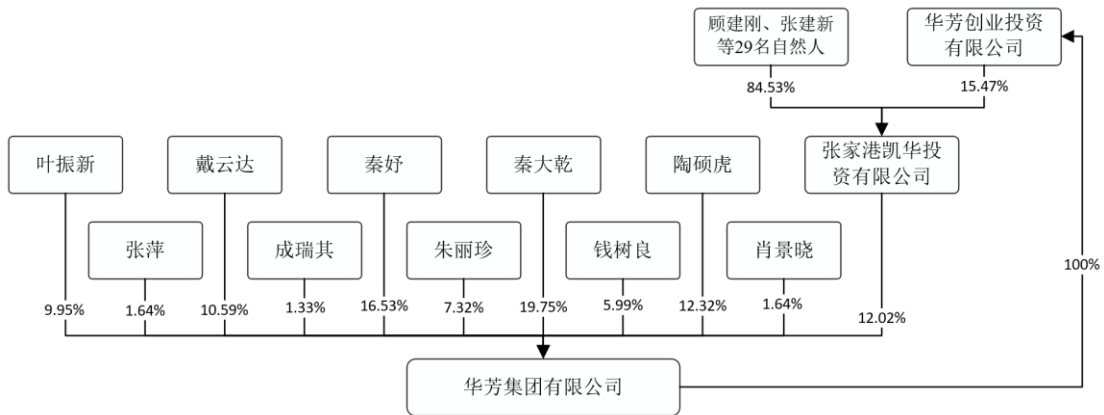 顾建刚、张建新
等29名自然人
华芳创业投资
有限公司
84.53%
15.47%
叶振新
戴云达
秦妤
秦大乾
陶硕虎
张家港凯华投
资有限公司
张萍
成瑞其
朱丽珍
钱树良
肖景晓
100%
9.95%
1.64%
10.59%
1.33%
16.53%
7.32%
19.75%
5.99%
12.32%
1.64%
12.02%
华芳集团有限公司